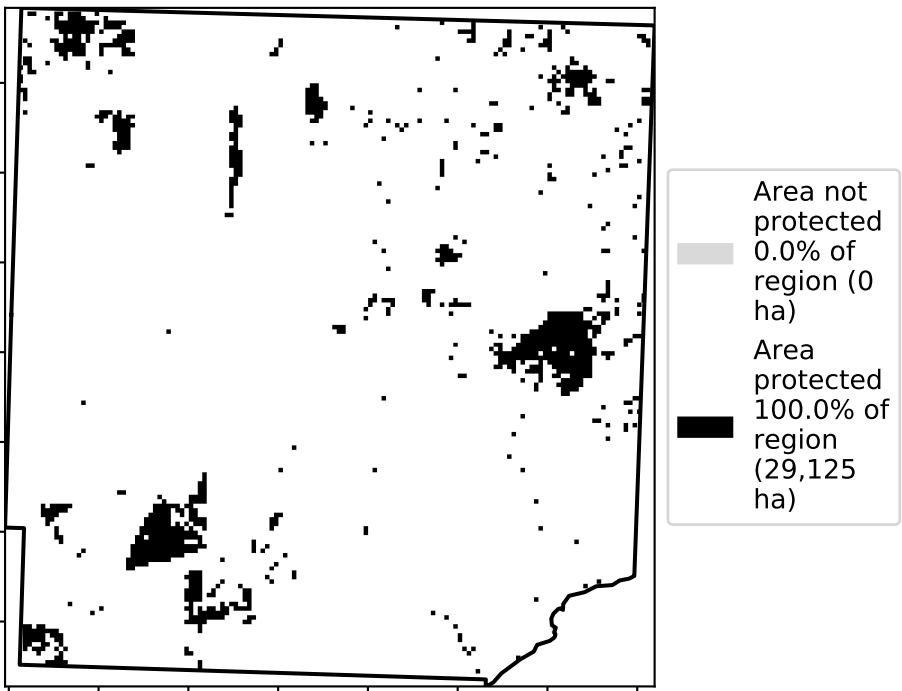 Area not
protected
0.0% of
region (0
ha)
Area
protected
100.0% of
region
(29,125
ha)